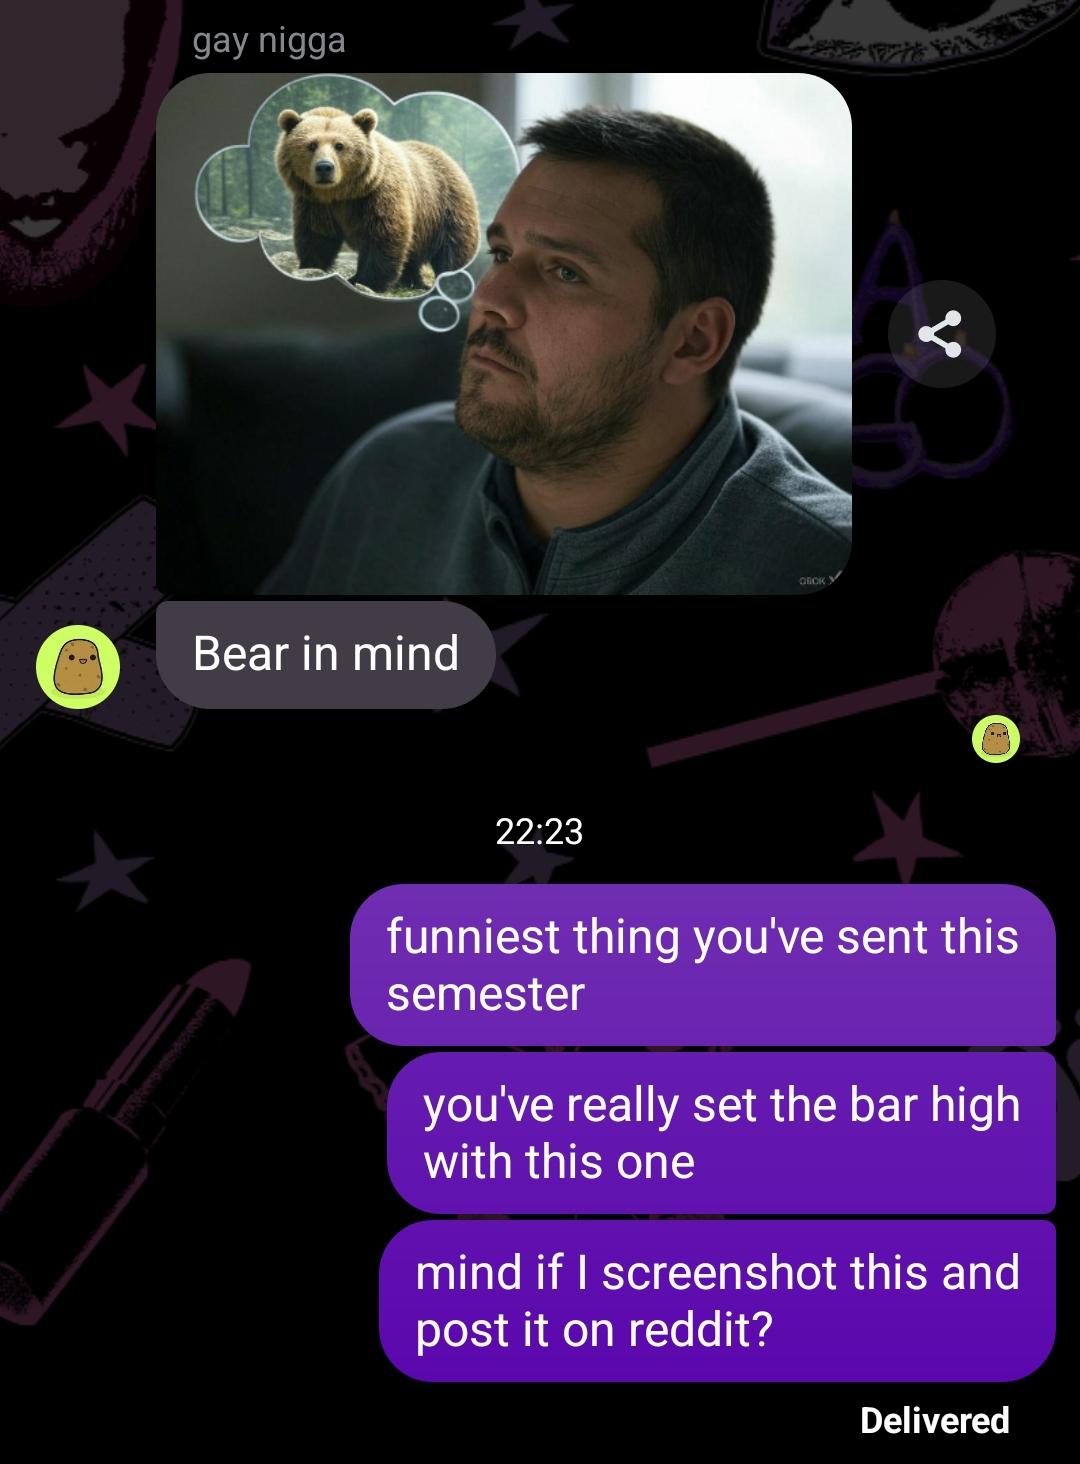 gay nigga
GROK
Bear in mind
22:23
funniest thing you've sent this
semester
you've really set the bar high
with this one
mind if I screenshot this and
post it on reddit?
Delivered